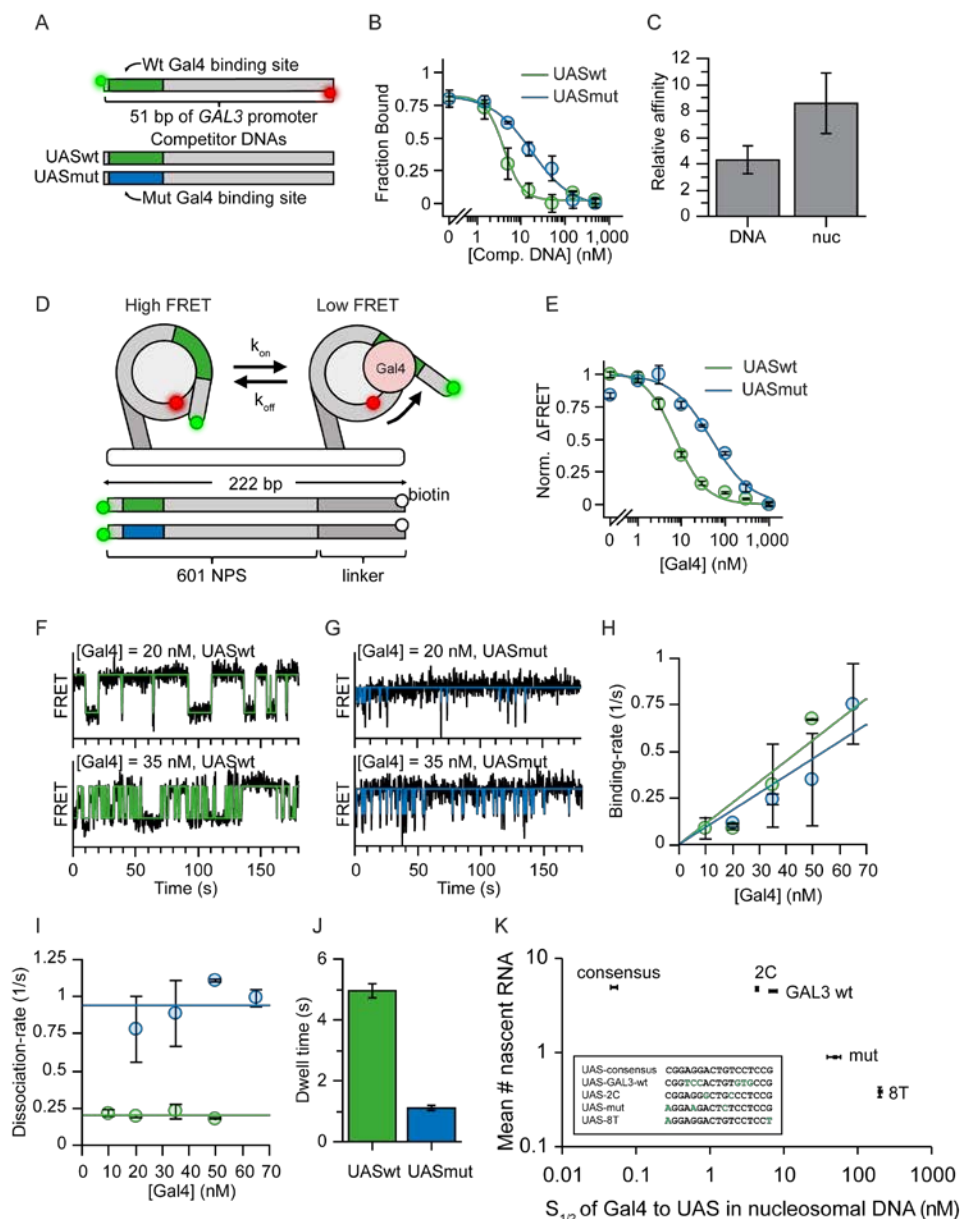 A
Wt Gal4 binding site
51 bp of GAL3 promoter
Competitor DNAs
UASwt
UASmut
Mut Gal4 binding site
B
UASwt
UASmut
Fraction Bound
1
0.75
0.5
0.25
0
0 1 10 100 1,000
[Comp. DNA] (nM)
C
Relative affinity
12
10
8
6
4
2
0
DNA nuc
D
High FRET Low FRET
kon
koff
Gal4
222 bp
biotin
601 NPS linker
E
UASwt
UASmut
Norm. ΔFRET
1
0.75
0.5
0.25
0
0 1 10 100 1,000
[Gal4] (nM)
F
[Gal4] = 20 nM, UASwt
FRET
[Gal4] = 35 nM, UASwt
FRET
0 50 100 150
Time (s)
G
[Gal4] = 20 nM, UASmut
FRET
[Gal4] = 35 nM, UASmut
FRET
0 50 100 150
Time (s)
H
Binding-rate (1/s)
1
0.75
0.5
0.25
0
0 10 20 30 40 50 60 70
[Gal4] (nM)
I
Dissociation-rate (1/s)
1.25
1
0.75
0.5
0.25
0
0 10 20 30 40 50 60 70
[Gal4] (nM)
J
Dwell time (s)
6
4
2
0
UASwt UASmut
K
Mean # nascent RNA
10
1
0.1
consensus
2C
GAL3 wt
mut
8T
UAS-consensus CGGAGGACTGTCCTCCG
UAS-GAL3-wt CGGTCCACTGTGTGCCG
UAS-2C CGGAGGGCTGCCCTCCG
UAS-mut AGGAAGACTCTCCTCCG
UAS-8T AGGAGGACTGTCCTCCT
0.01 0.1 1 10 100 1000
S1/2 of Gal4 to UAS in nucleosomal DNA (nM)